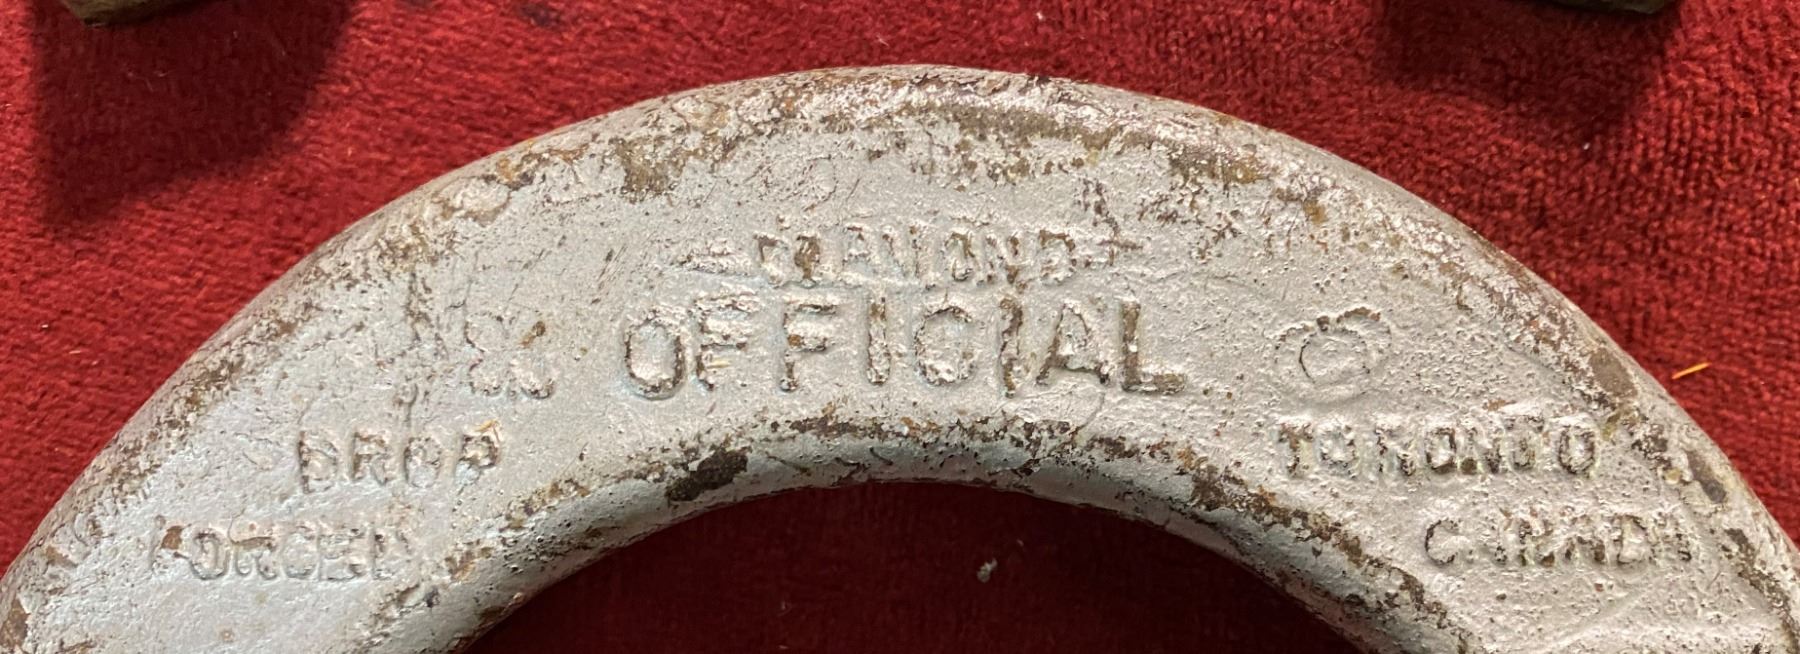 DIAMOND
OFFICIAL
DROP
FORGED
TORONTO
CANADA